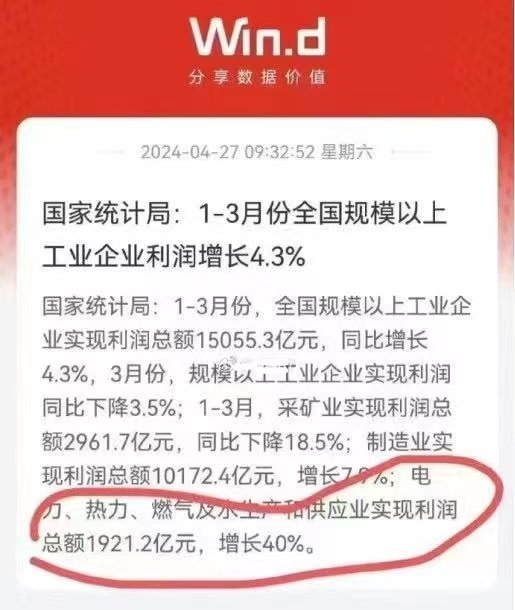 Win.d
分享数据价值
2024-04-27 09:32:52 星期六
国家统计局：1-3月份全国规模以上
工业企业利润增长4.3%
国家统计局：1-3月份，全国规模以上工业企
业实现利润总额15055.3亿元，同比增长
4.3%，3月份，规模以上工业企业实现利润
同比下降3.5%；1-3月，采矿业实现利润总
额2961.7亿元，同比下降18.5%；制造业实
现利润总额10172.4亿元，增长7.9%；电
力、热力、燃气及水生产和供应业实现利润
总额1921.2亿元，增长40%。